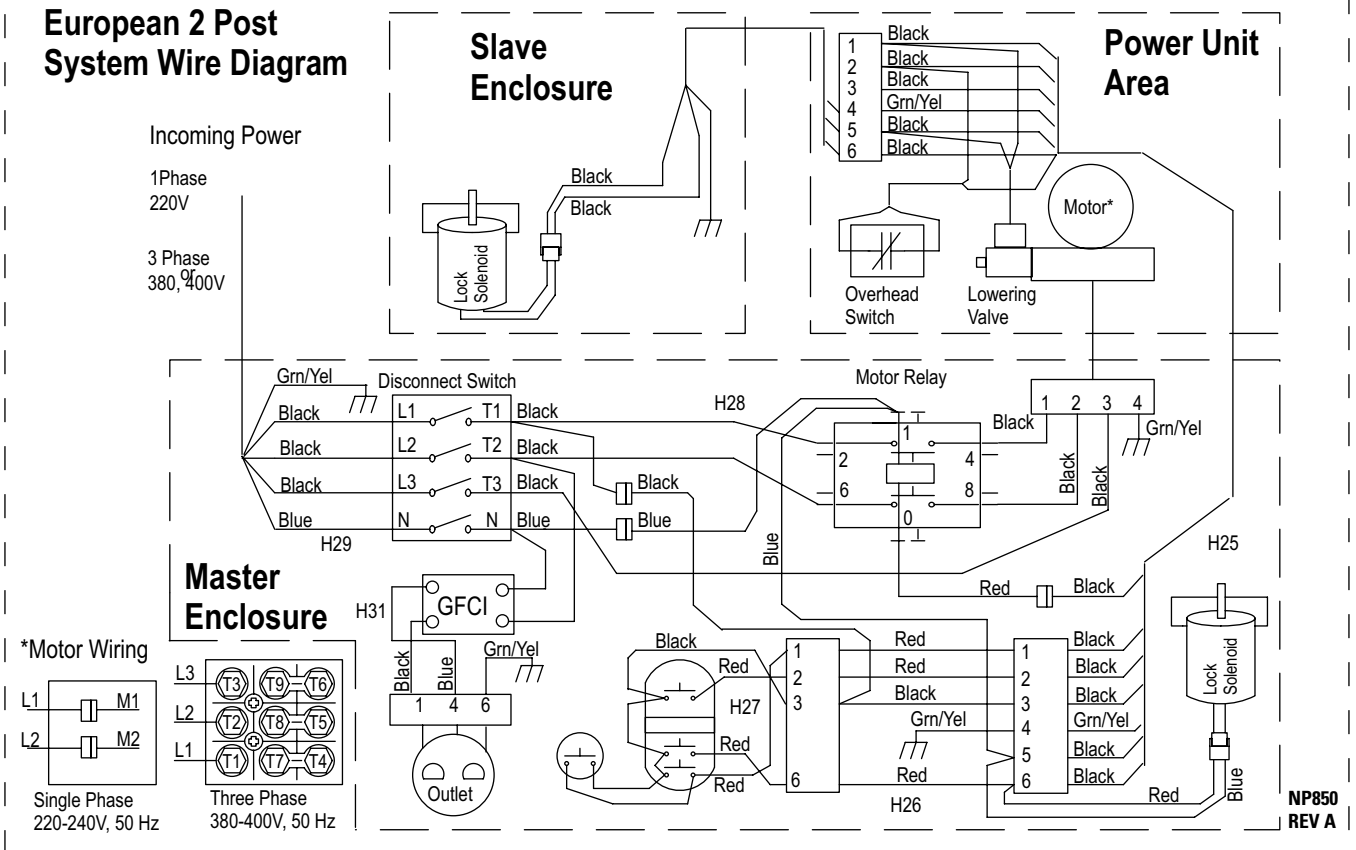 European 2 Post
System Wire Diagram
Incoming Power
1Phase
220V
or
3 Phase
380, 400V
Slave
Enclosure
Black
Black
Lock
Solenoid
Power Unit
Area
1 Black
2 Black
3 Black
4 Grn/Yel
5 Black
6 Black
Motor*
Overhead
Switch
Lowering
Valve
Grn/Yel
Disconnect Switch
Black L1 T1 Black
Black L2 T2 Black
Black L3 T3 Black
Blue N N Blue
H29
Black
Blue
H28
Motor Relay
1
2 4
6 8
0
Blue
1 2 3 4
Black
Black
Black
Grn/Yel
H25
Red Black
Master
Enclosure
H31
GFCI
Black
Blue
Grn/Yel
1 4 6
Outlet
Black
Red
H27
Red
Red
1
2
3
6
Red
Red
Black
Grn/Yel
Red
H26
1 Black
2 Black
3 Black
4 Grn/Yel
5 Black
6 Black
Red
Blue
Lock
Solenoid
*Motor Wiring
L1 M1
L2 M2
Single Phase
220-240V, 50 Hz
L3 T3 T9 T6
L2 T2 T8 T5
L1 T1 T7 T4
Three Phase
380-400V, 50 Hz
NP850
REV A